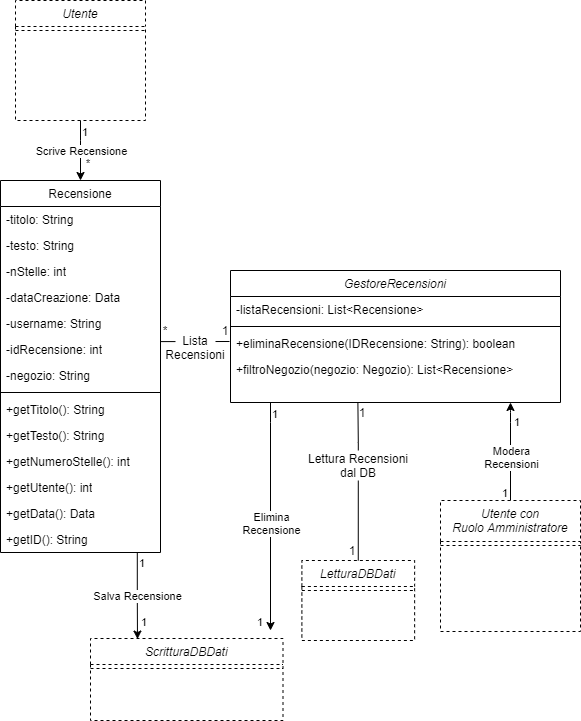 Utente
1
Scrive Recensione
*
Recensione
-titolo: String
-testo: String
-nStelle: int
-dataCreazione: Data
-username: String
-idRecensione: int
-negozio: String
+getTitolo(): String
+getTesto(): String
+getNumeroStelle(): int
+getUtente(): int
+getData(): Data
+getID(): String
*
Lista
Recensioni
1
GestoreRecensioni
-listaRecensioni: List<Recensione>
+eliminaRecensione(IDRecensione: String): boolean
+filtroNegozio(negozio: Negozio): List<Recensione>
1
Elimina
Recensione
1
1
Lettura Recensioni
dal DB
1
1
Modera
Recensioni
1
Utente con
Ruolo Amministratore
LetturaDBDati
1
Salva Recensione
1
ScritturaDBDati